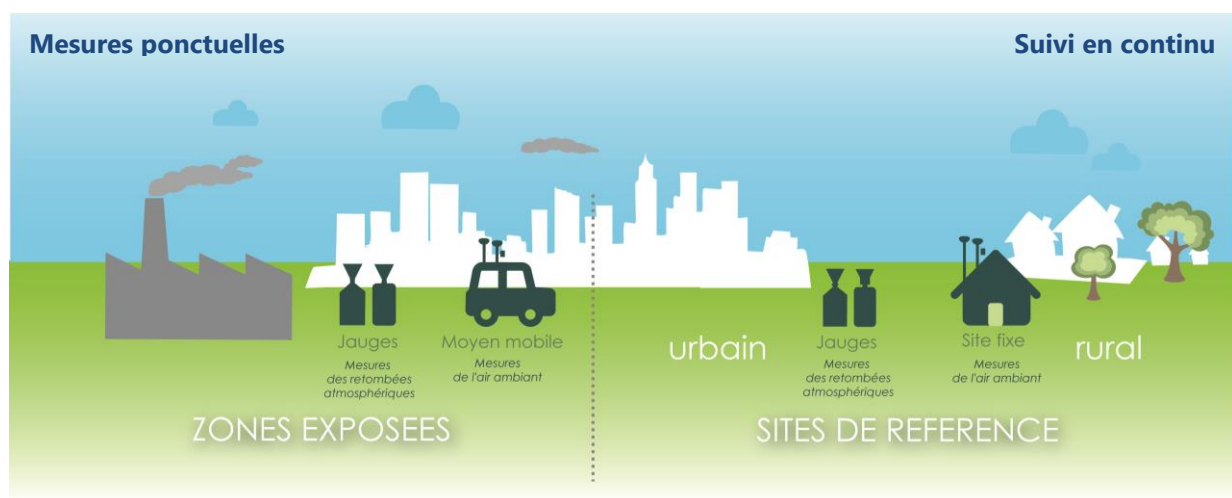 Mesures ponctuelles
Suivi en continu
Jauges
Mesures
des retombées
atmosphériques
Moyen mobile
Mesures
de l'air ambiant
urbain
Jauges
Mesures
des retombées
atmosphériques
Site fixe
Mesures
de l'air ambiant
rural
ZONES EXPOSEES
SITES DE REFERENCE